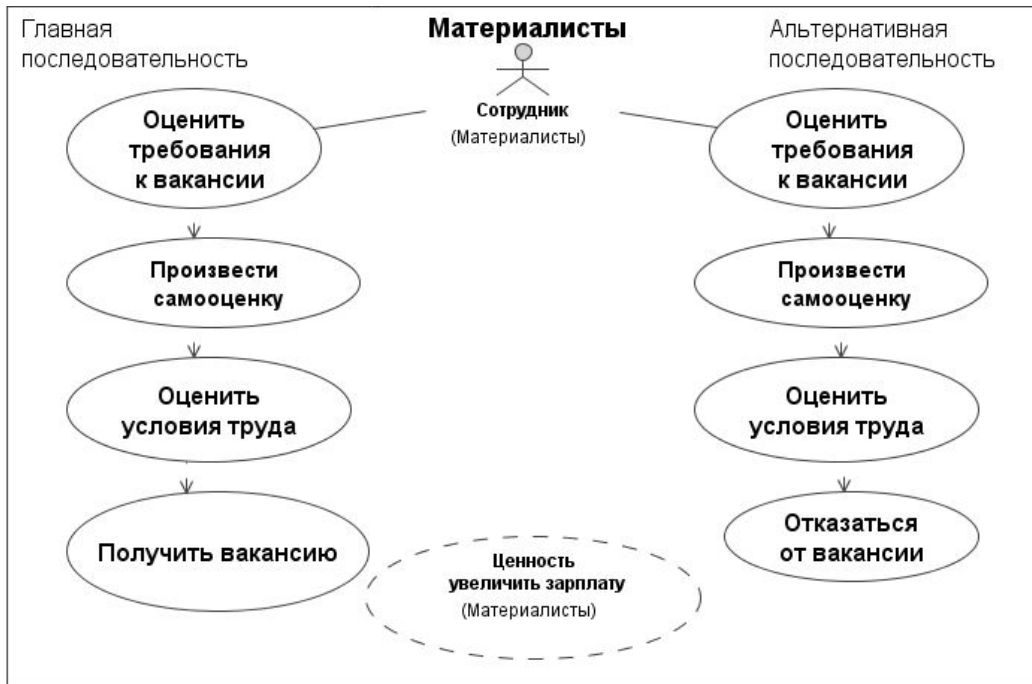 Главная
последовательность
Материалисты
Сотрудник
(Материалисты)
Альтернативная
последовательность
Оценить
требования
к вакансии
Произвести
самооценку
Оценить
условия труда
Получить вакансию
Оценить
требования
к вакансии
Произвести
самооценку
Оценить
условия труда
Отказаться
от вакансии
Ценность
увеличить зарплату
(Материалисты)